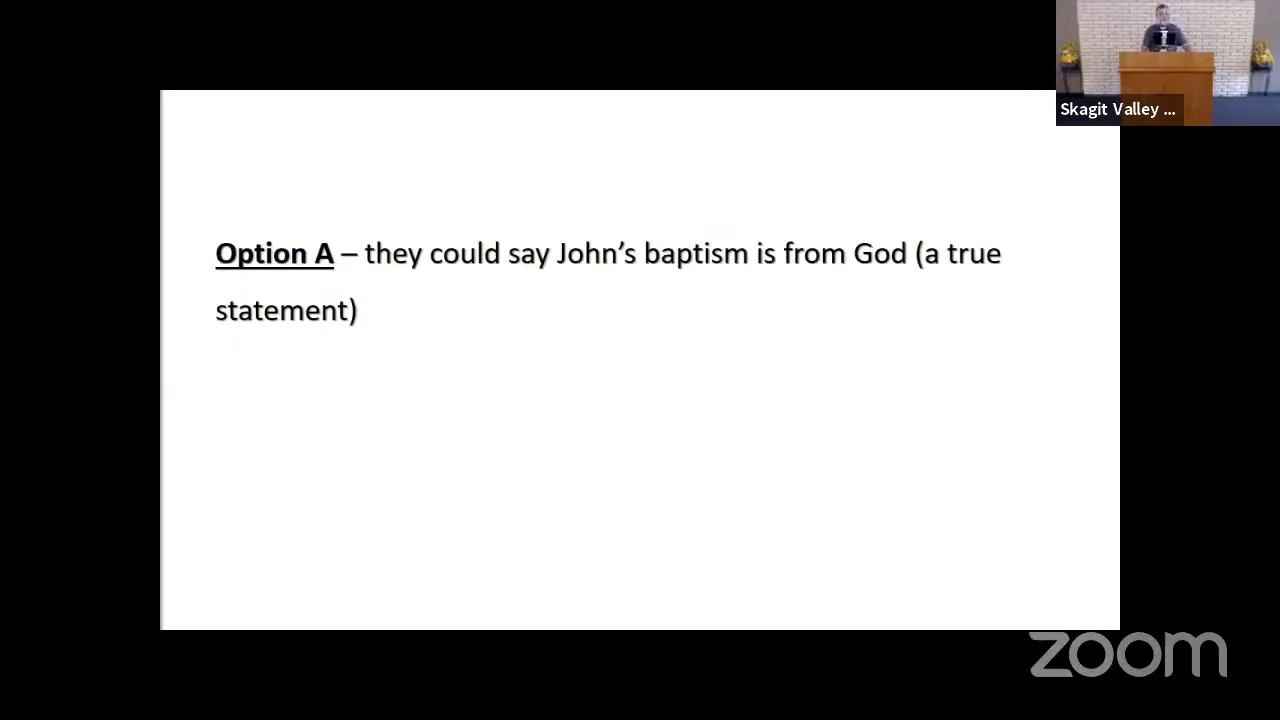 Skagit Valley ...
Option A – they could say John's baptism is from God (a true
statement)
zoom